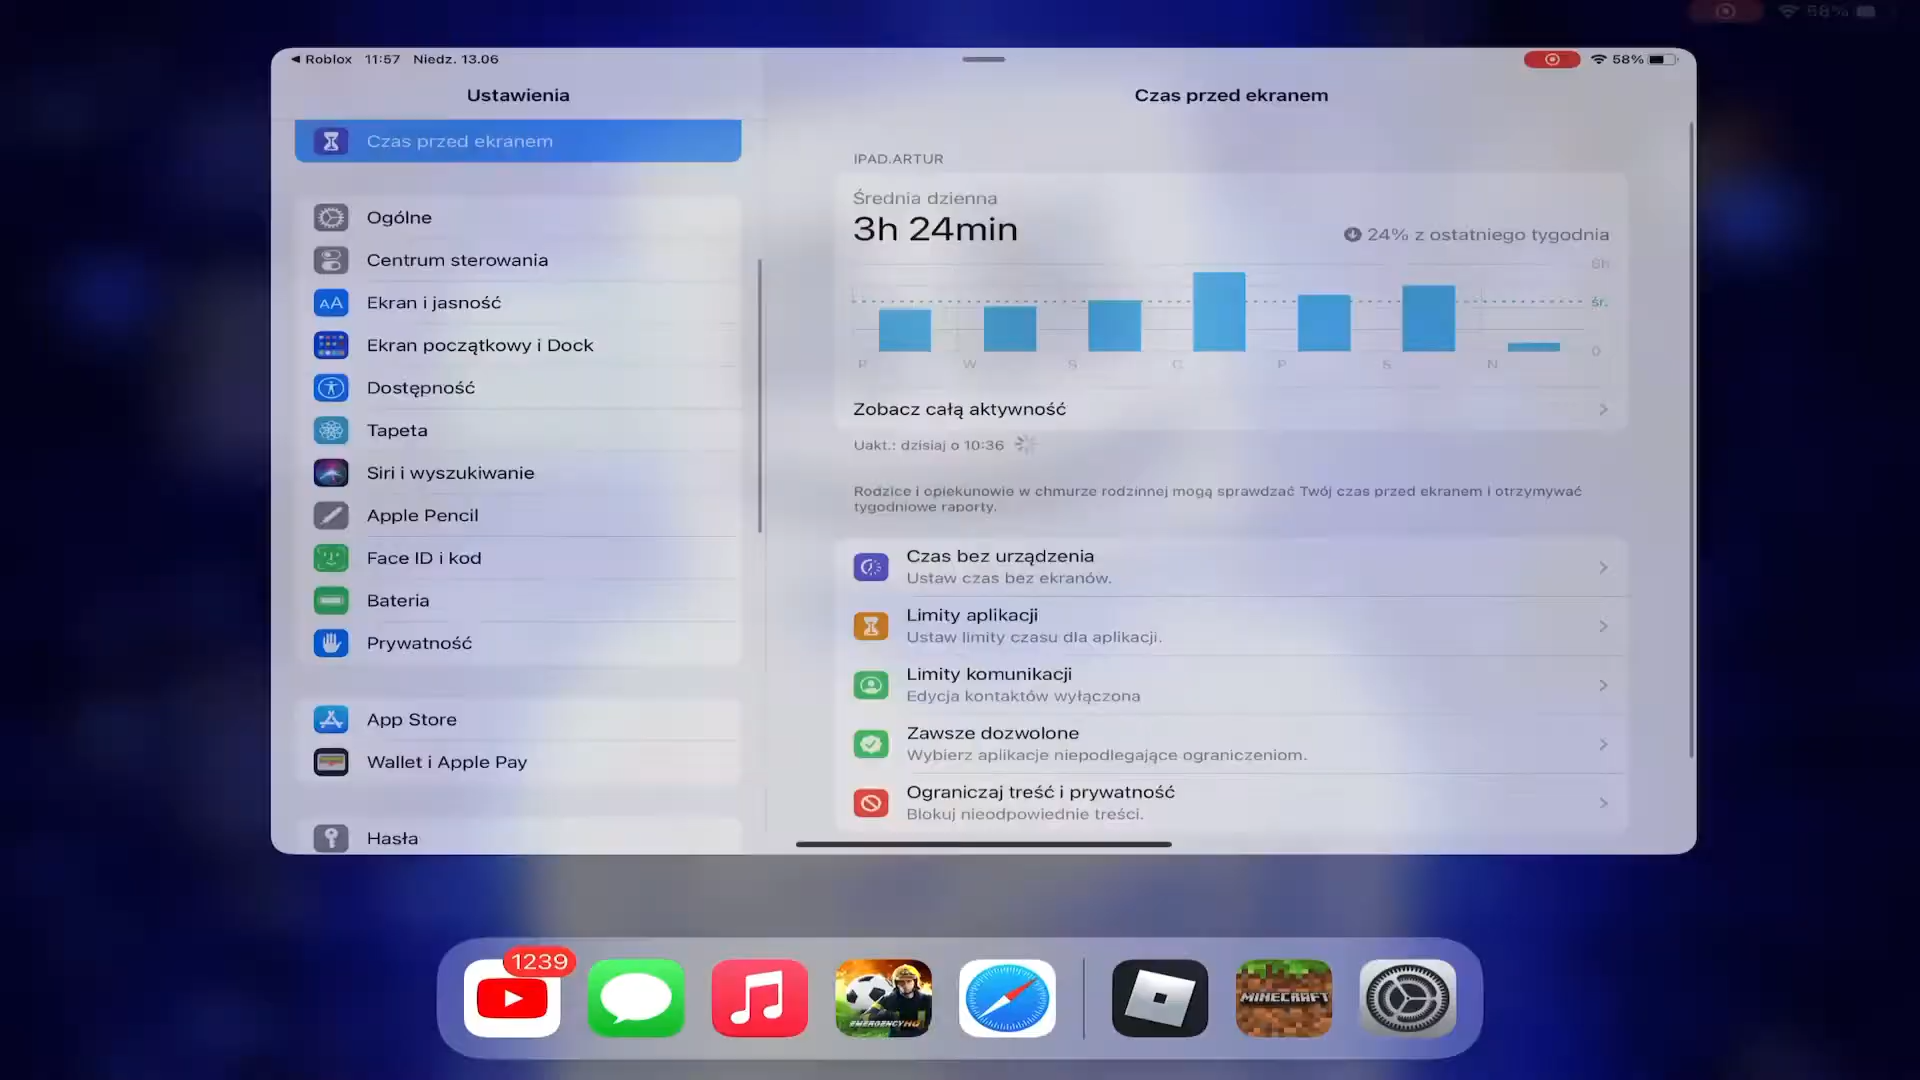 58%
◀ Roblox 11:57 Niedz. 13.06
58%
Ustawienia
Czas przed ekranem
Ogólne
Centrum sterowania
AA
Ekran i jasność
Ekran początkowy i Dock
Dostępność
Tapeta
Siri i wyszukiwanie
Apple Pencil
Face ID i kod
Bateria
Prywatność
App Store
Wallet i Apple Pay
Hasła
Czas przed ekranem
IPAD.ARTUR
Średnia dzienna
3h 24min
24% z ostatniego tygodnia
6h
śr.
0
P W S C P S N
Zobacz całą aktywność
Uakt.: dzisiaj o 10:36
Rodzice i opiekunowie w chmurze rodzinnej mogą sprawdzać Twój czas przed ekranem i otrzymywać
tygodniowe raporty.
Czas bez urządzenia
Ustaw czas bez ekranów.
Limity aplikacji
Ustaw limity czasu dla aplikacji.
Limity komunikacji
Edycja kontaktów wyłączona
Zawsze dozwolone
Wybierz aplikacje niepodlegające ograniczeniom.
Ograniczaj treść i prywatność
Blokuj nieodpowiednie treści.
1239
EMERGENCY HQ
MINECRAFT